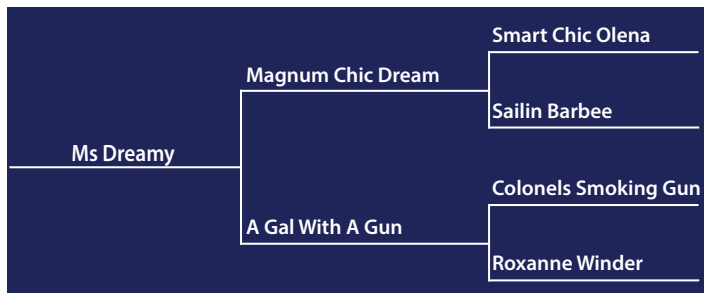 Smart Chic Olena
Magnum Chic Dream
Sailin Barbee
Ms Dreamy
Colonels Smoking Gun
A Gal With A Gun
Roxanne Winder